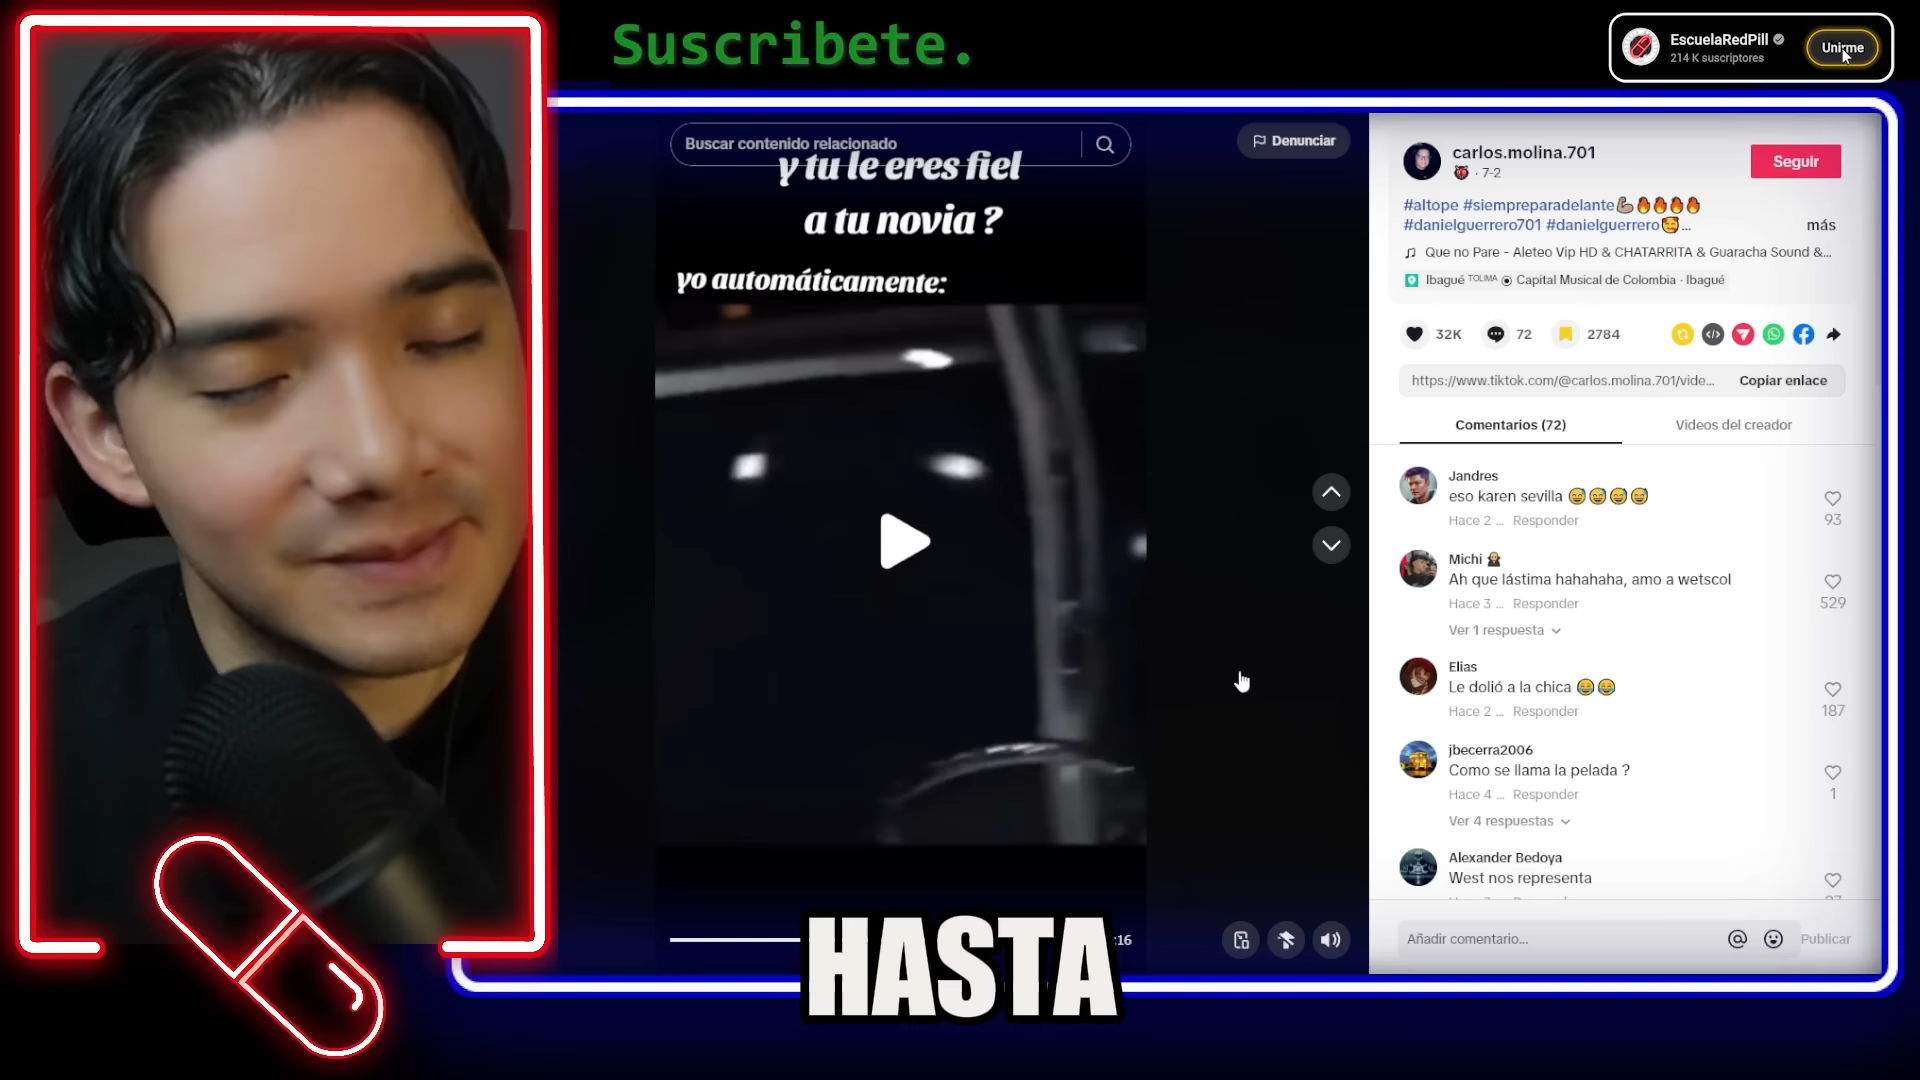 Suscribete.
EscuelaRedPill
214 K suscriptores
Unirme
Buscar contenido relacionado
Denunciar
y tu le eres fiel
a tu novia ?
yo automáticamente:
carlos.molina.701
· 7-2
Seguir
#altope #siempreparadelante💪🔥🔥🔥🔥
#danielguerrero701 #danielguerrero🥰...
más
Que no Pare - Aleteo Vip HD & CHATARRITA & Guaracha Sound &...
Ibagué TOLIMA ⦿ Capital Musical de Colombia · Ibagué
32K
72
2784
https://www.tiktok.com/@carlos.molina.701/vide...
Copiar enlace
Comentarios (72)
Videos del creador
Jandres
eso karen sevilla 😅😅😅😅
Hace 2 ... Responder
93
Michi
Ah que lástima hahahaha, amo a wetscol
Hace 3 ... Responder
529
Ver 1 respuesta
Elias
Le dolió a la chica 😂😂
Hace 2 ... Responder
187
jbecerra2006
Como se llama la pelada ?
Hace 4 ... Responder
1
Ver 4 respuestas
Alexander Bedoya
West nos representa
:16
HASTA
Añadir comentario...
Publicar